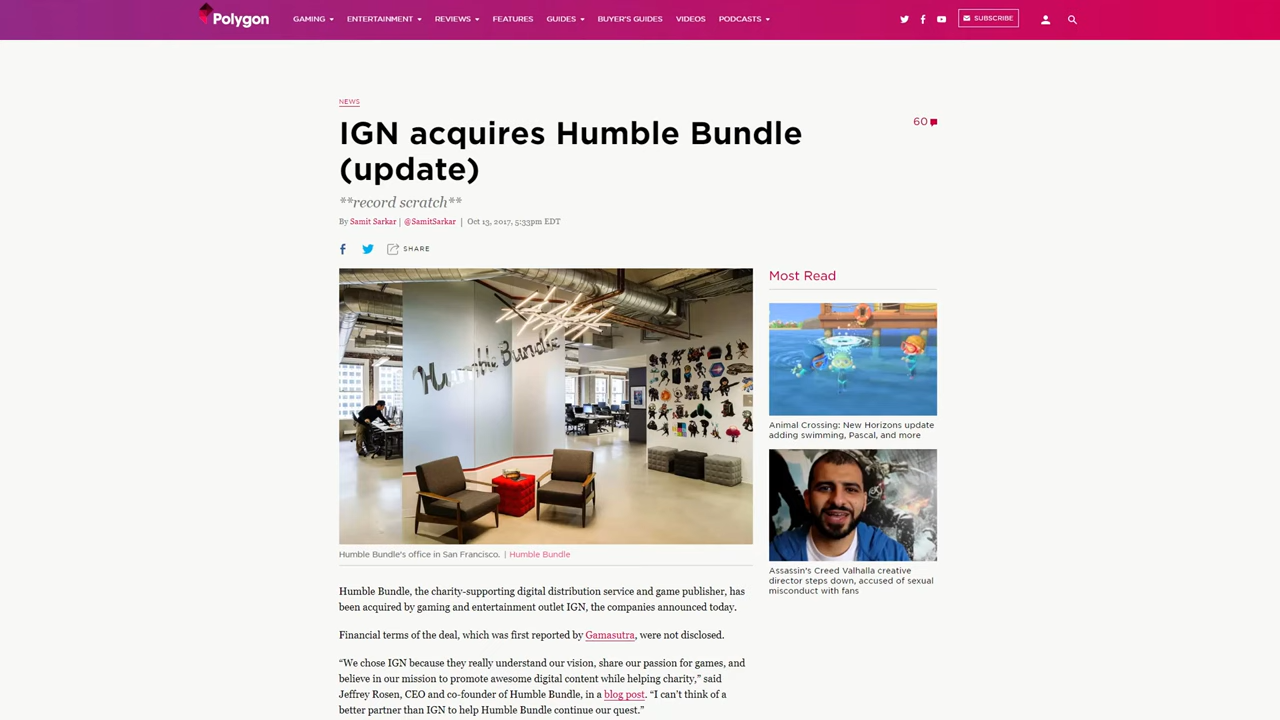 Polygon
GAMING ENTERTAINMENT REVIEWS FEATURES GUIDES BUYER'S GUIDES VIDEOS PODCASTS
SUBSCRIBE
NEWS
IGN acquires Humble Bundle
(update)
60
**record scratch**
By Samit Sarkar | @SamitSarkar | Oct 13, 2017, 5:33pm EDT
SHARE
Humble Bundle
Humble Bundle's office in San Francisco. | Humble Bundle
Humble Bundle, the charity-supporting digital distribution service and game publisher, has
been acquired by gaming and entertainment outlet IGN, the companies announced today.
Financial terms of the deal, which was first reported by Gamasutra, were not disclosed.
“We chose IGN because they really understand our vision, share our passion for games, and
believe in our mission to promote awesome digital content while helping charity,” said
Jeffrey Rosen, CEO and co-founder of Humble Bundle, in a blog post. “I can't think of a
better partner than IGN to help Humble Bundle continue our quest.”
Most Read
Animal Crossing: New Horizons update
adding swimming, Pascal, and more
Assassin's Creed Valhalla creative
director steps down, accused of sexual
misconduct with fans